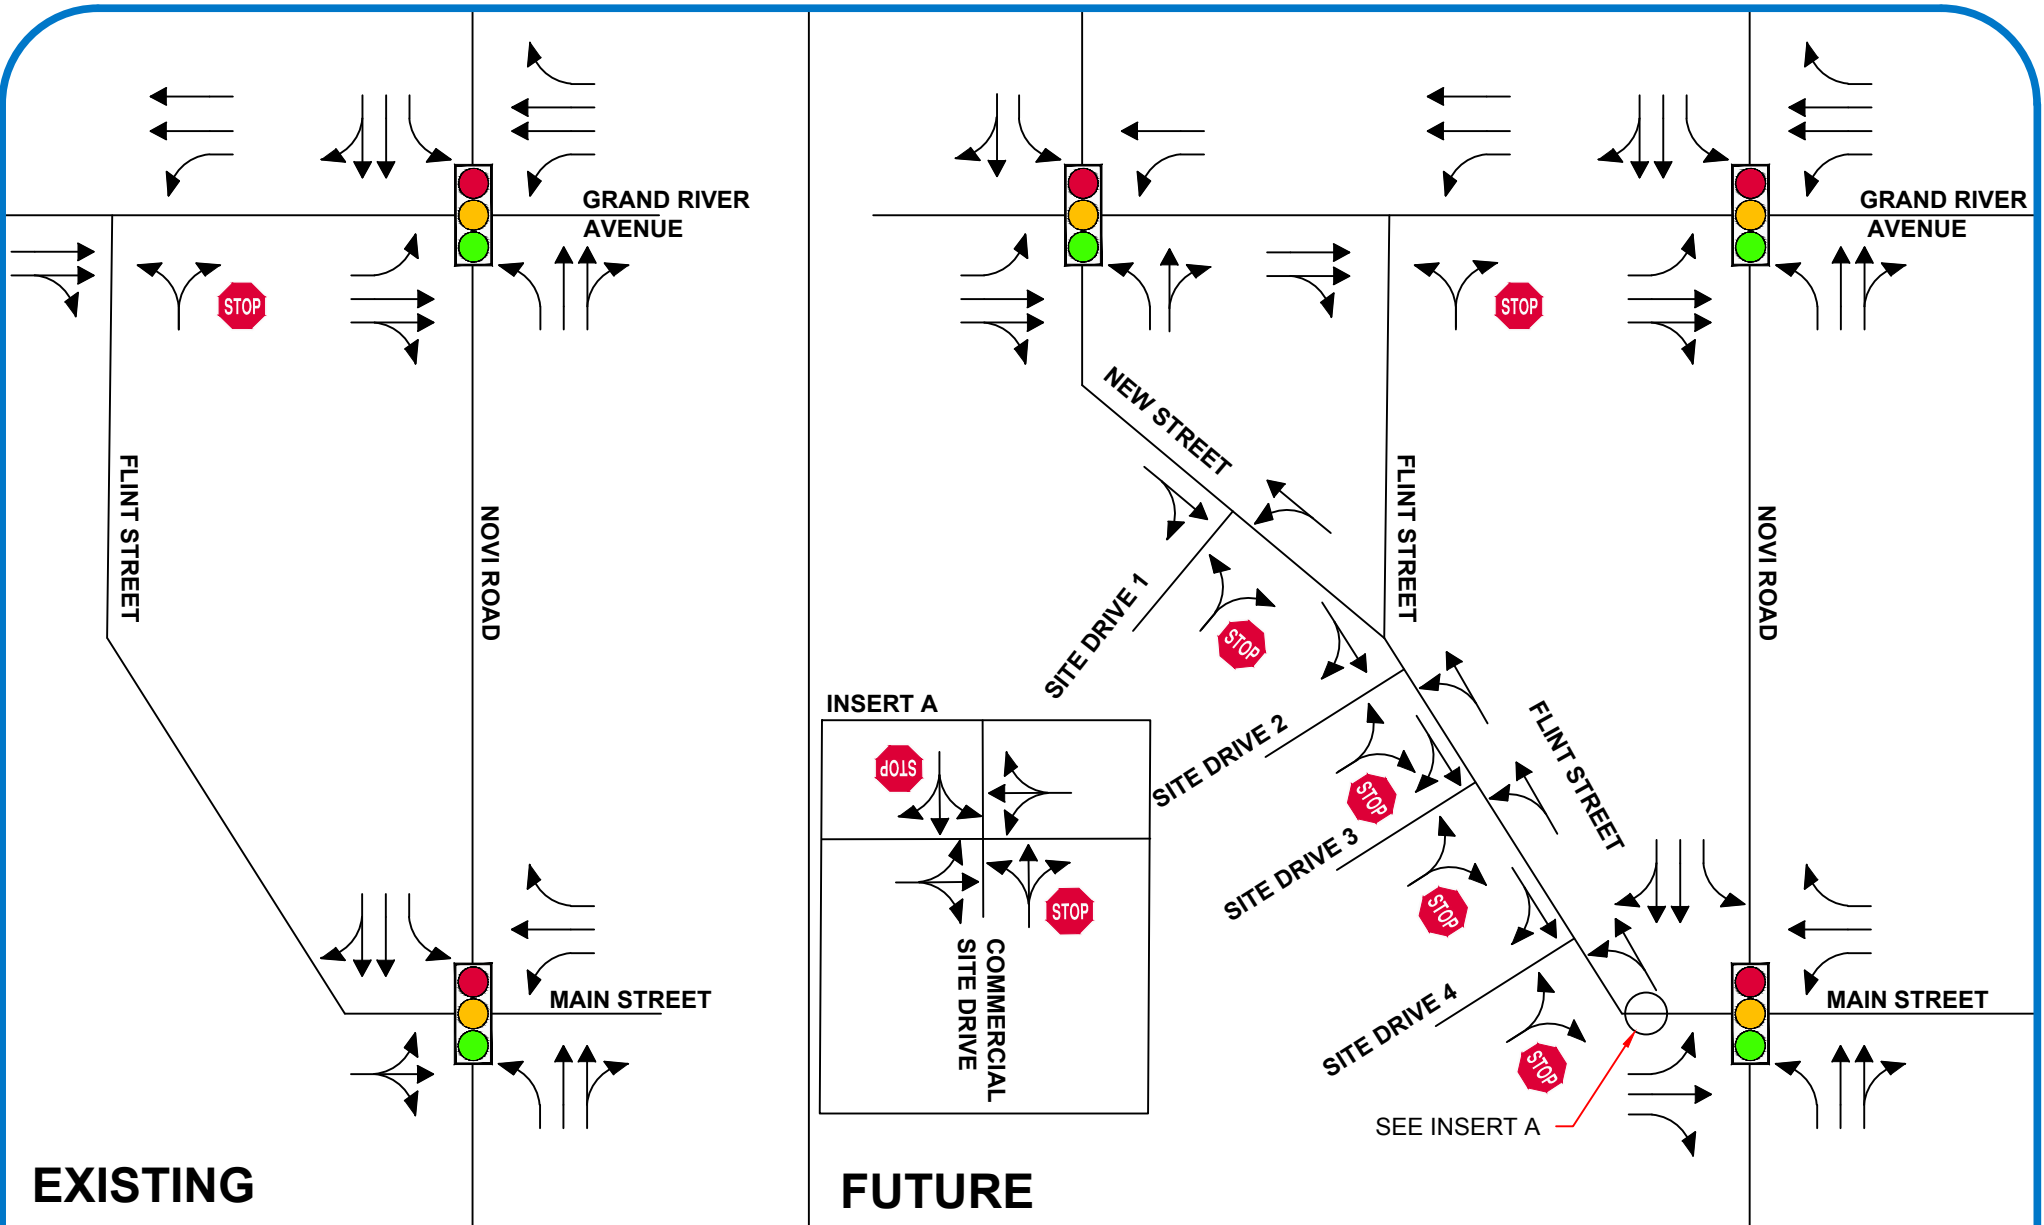 GRAND RIVER
AVENUE
STOP
FLINT STREET
NOVI ROAD
MAIN STREET
EXISTING
GRAND RIVER
AVENUE
STOP
NEW STREET
FLINT STREET
NOVI ROAD
SITE DRIVE 1
STOP
INSERT A
STOP
STOP
COMMERCIAL
SITE DRIVE
SITE DRIVE 2
STOP
FLINT STREET
SITE DRIVE 3
STOP
SITE DRIVE 4
STOP
MAIN STREET
SEE INSERT A
FUTURE